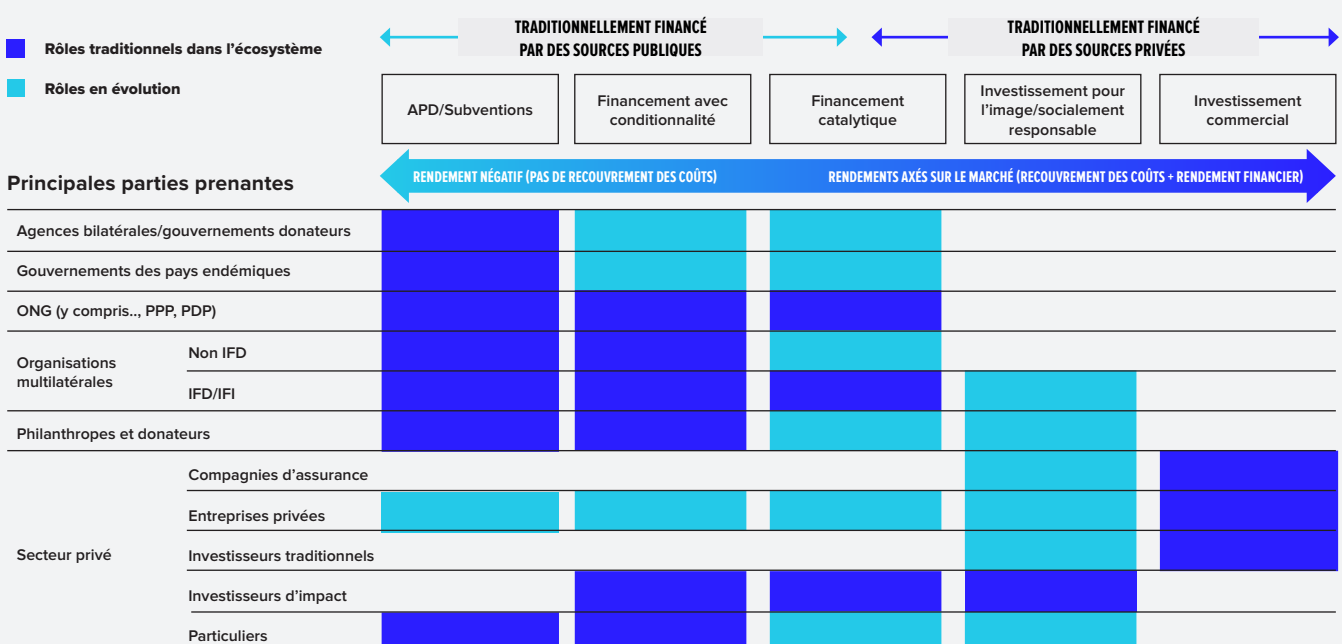 Rôles traditionnels dans l'écosystème
Rôles en évolution
TRADITIONNELLEMENT FINANCÉ
PAR DES SOURCES PUBLIQUES
TRADITIONNELLEMENT FINANCÉ
PAR DES SOURCES PRIVÉES
APD/Subventions
Financement avec
conditionnalité
Financement
catalytique
Investissement pour
l'image/socialement
responsable
Investissement
commercial
Principales parties prenantes
RENDEMENT NÉGATIF (PAS DE RECOUVREMENT DES COÛTS)
RENDEMENTS AXÉS SUR LE MARCHÉ (RECOUVREMENT DES COÛTS + RENDEMENT FINANCIER)
Agences bilatérales/gouvernements donateurs
Gouvernements des pays endémiques
ONG (y compris.., PPP, PDP)
Organisations
multilatérales
Non IFD
IFD/IFI
Philanthropes et donateurs
Secteur privé
Compagnies d'assurance
Entreprises privées
Investisseurs traditionnels
Investisseurs d'impact
Particuliers